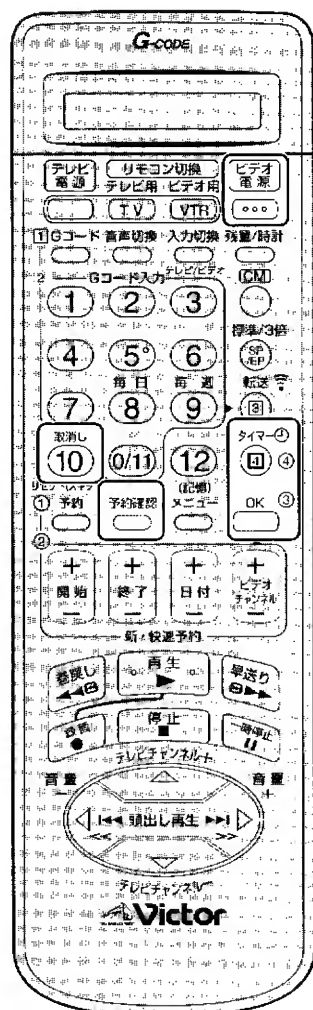 G-CODE
テレビ リモコン切換 ビデオ
電源 テレビ用 ビデオ用 電源
TV VTR
1 Gコード 音声切換 入力切換 残量/時計
2 Gコード入力 テレビ/ビデオ CM
1 2 3
標準/3倍
4 5 6 SP/EP
毎日 毎週 転送
7 8 9 3
取消し タイマー
10 0/11 12 4 ④
(記憶)
① 予約 予約確認 メニュー OK ③
②
+ + + +
開始 終了 日付 ビデオ
チャンネル
− − − −
新・快速予約
巻戻し 再生 早送り
停止
録画 一時停止
テレビチャンネル+
音量 音量
− +
頭出し再生
テレビチャンネル−
Victor